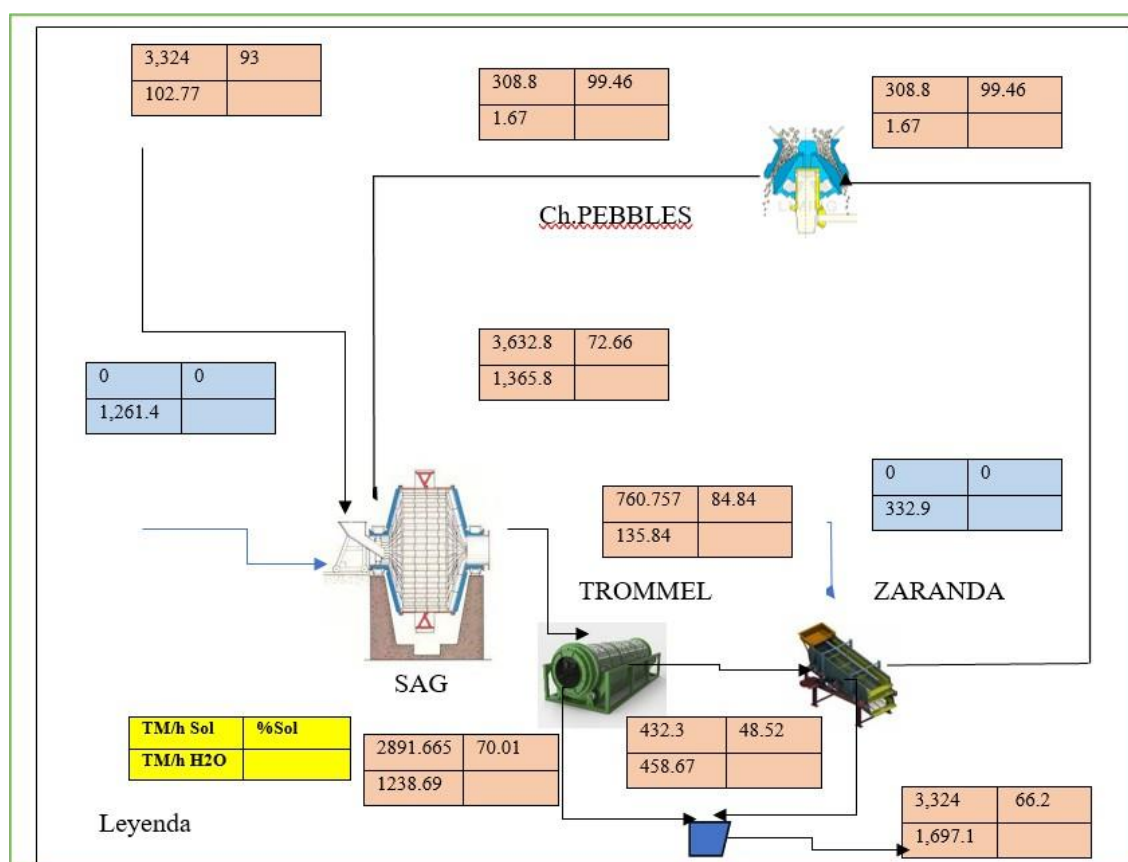 3,324 93
102.77
308.8 99.46
1.67
308.8 99.46
1.67
Ch.PEBBLES
3,632.8 72.66
1,365.8
0 0
1,261.4
0 0
332.9
760.757 84.84
135.84
TROMMEL
ZARANDA
SAG
TM/h Sol %Sol
TM/h H2O
2891.665 70.01
1238.69
432.3 48.52
458.67
3,324 66.2
1,697.1
Leyenda